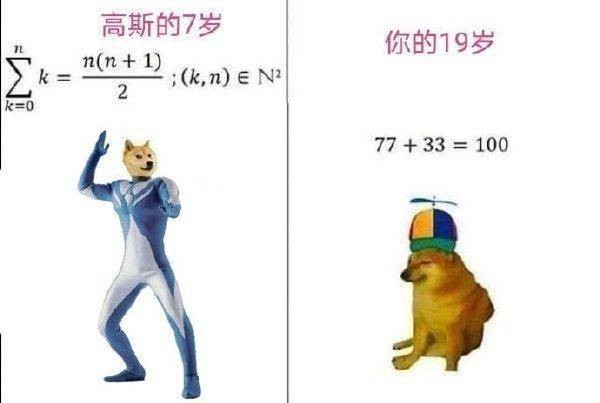 高斯的7岁
n
∑ k = n(n + 1) / 2 ; (k, n) ∈ ℕ²
k=0
你的19岁
77 + 33 = 100